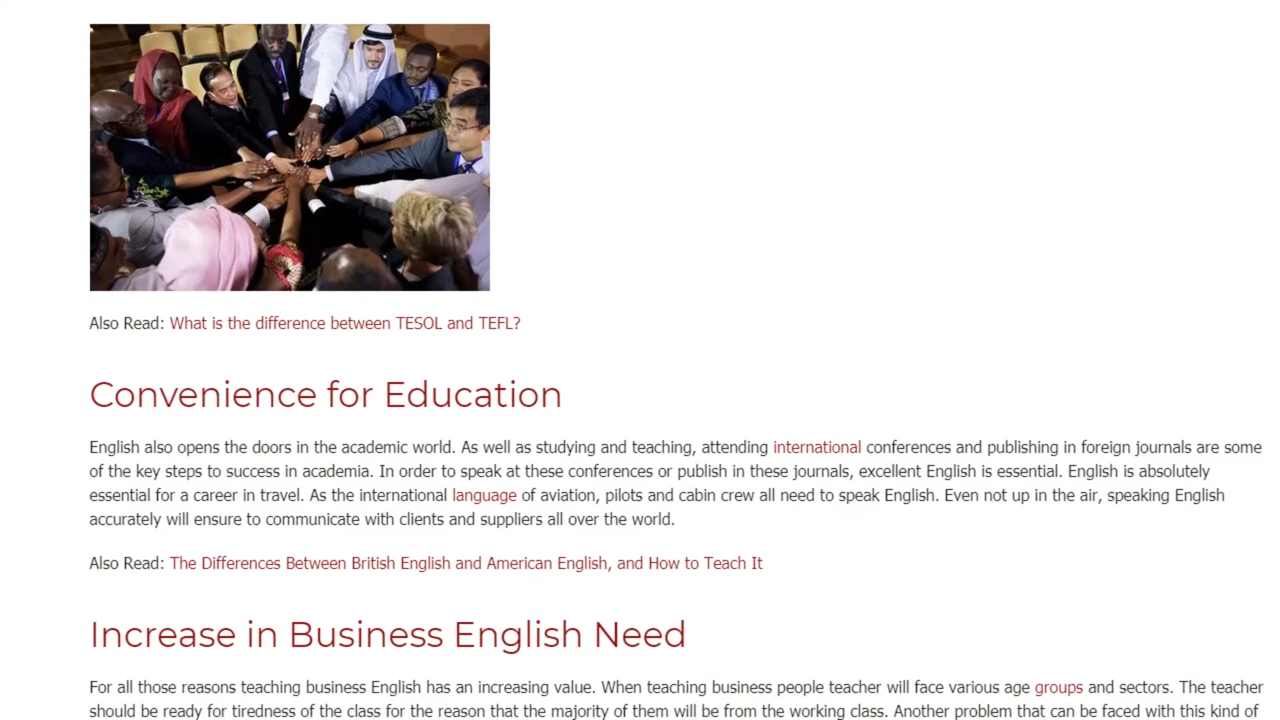 Also Read: What is the difference between TESOL and TEFL?
Convenience for Education
English also opens the doors in the academic world. As well as studying and teaching, attending international conferences and publishing in foreign journals are some
of the key steps to success in academia. In order to speak at these conferences or publish in these journals, excellent English is essential. English is absolutely
essential for a career in travel. As the international language of aviation, pilots and cabin crew all need to speak English. Even not up in the air, speaking English
accurately will ensure to communicate with clients and suppliers all over the world.
Also Read: The Differences Between British English and American English, and How to Teach It
Increase in Business English Need
For all those reasons teaching business English has an increasing value. When teaching business people teacher will face various age groups and sectors. The teacher
should be ready for tiredness of the class for the reason that the majority of them will be from the working class. Another problem that can be faced with this kind of